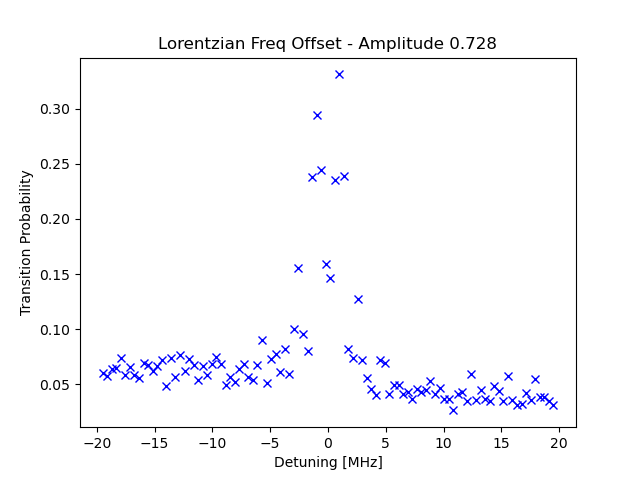 Lorentzian Freq Offset - Amplitude 0.728
Transition Probability
0.30
0.25
0.20
0.15
0.10
0.05
−20 −15 −10 −5 0 5 10 15 20
Detuning [MHz]